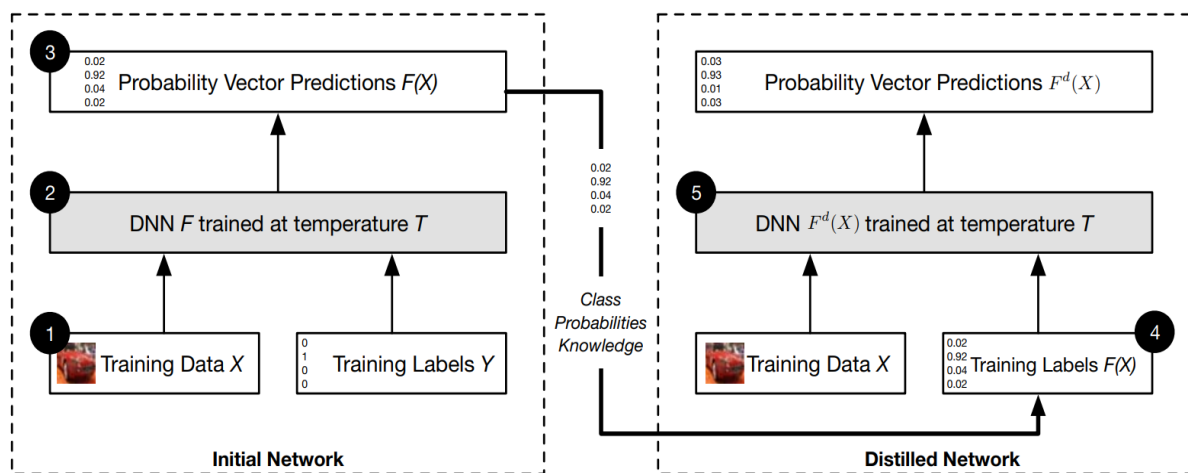 3
0.02
0.92
0.04
0.02
Probability Vector Predictions F(X)
2
DNN F trained at temperature T
1
Training Data X
0
1
0
0
Training Labels Y
Initial Network
0.02
0.92
0.04
0.02
Class
Probabilities
Knowledge
0.03
0.93
0.01
0.03
Probability Vector Predictions F^d(X)
5
DNN F^d(X) trained at temperature T
Training Data X
4
0.02
0.92
0.04
0.02
Training Labels F(X)
Distilled Network